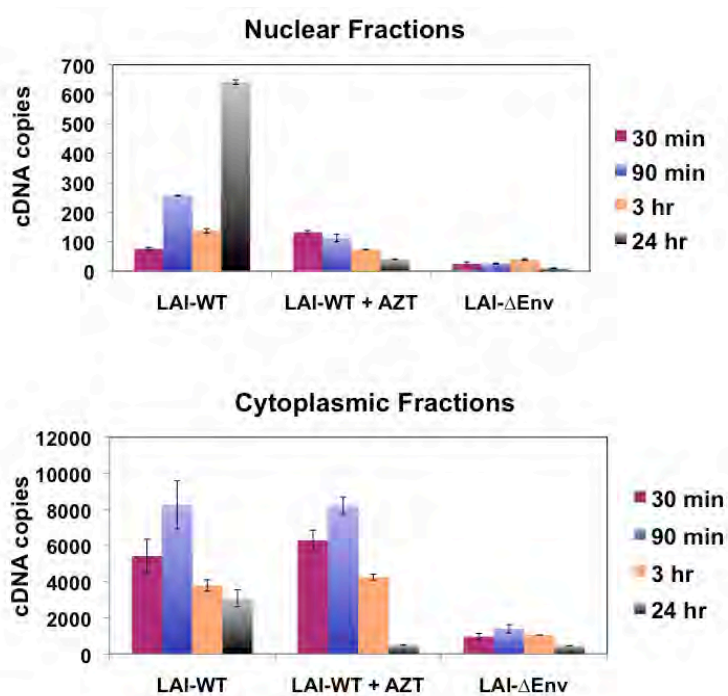 Nuclear Fractions
cDNA copies
700
600
500
400
300
200
100
0
LAI-WT
LAI-WT + AZT
LAI-ΔEnv
30 min
90 min
3 hr
24 hr
Cytoplasmic Fractions
cDNA copies
12000
10000
8000
6000
4000
2000
0
LAI-WT
LAI-WT + AZT
LAI-ΔEnv
30 min
90 min
3 hr
24 hr